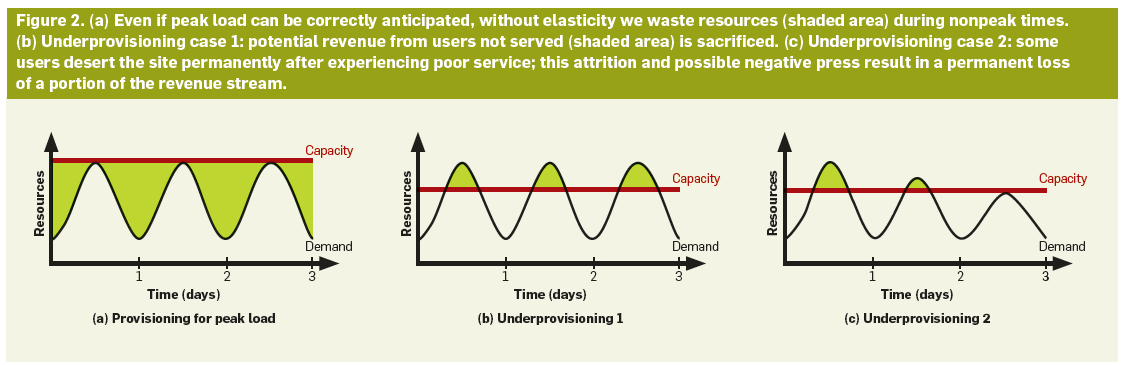 Figure 2. (a) Even if peak load can be correctly anticipated, without elasticity we waste resources (shaded area) during nonpeak times.
(b) Underprovisioning case 1: potential revenue from users not served (shaded area) is sacrificed. (c) Underprovisioning case 2: some
users desert the site permanently after experiencing poor service; this attrition and possible negative press result in a permanent loss
of a portion of the revenue stream.
Resources
Capacity
Demand
1 2 3
Time (days)
(a) Provisioning for peak load
Resources
Capacity
Demand
1 2 3
Time (days)
(b) Underprovisioning 1
Resources
Capacity
Demand
1 2 3
Time (days)
(c) Underprovisioning 2